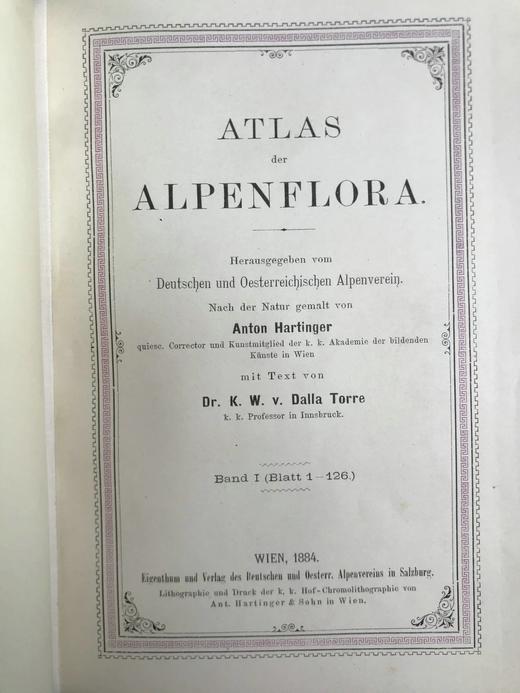 ATLAS
der
ALPENFLORA.
Herausgegeben vom
Deutschen und Oesterreichischen Alpenverein.
Nach der Natur gemalt von
Anton Hartinger
quiesc. Corrector und Kunstmitglied der k. k. Akademie der bildenden
Künste in Wien
mit Text von
Dr. K. W. v. Dalla Torre
k. k. Professor in Innsbruck.
Band I (Blatt 1–126.)
WIEN, 1884.
Eigenthum und Verlag des Deutschen und Oesterr. Alpenvereins in Salzburg.
Lithographie und Druck der k. k. Hof-Chromolithographie von
Ant. Hartinger & Sohn in Wien.